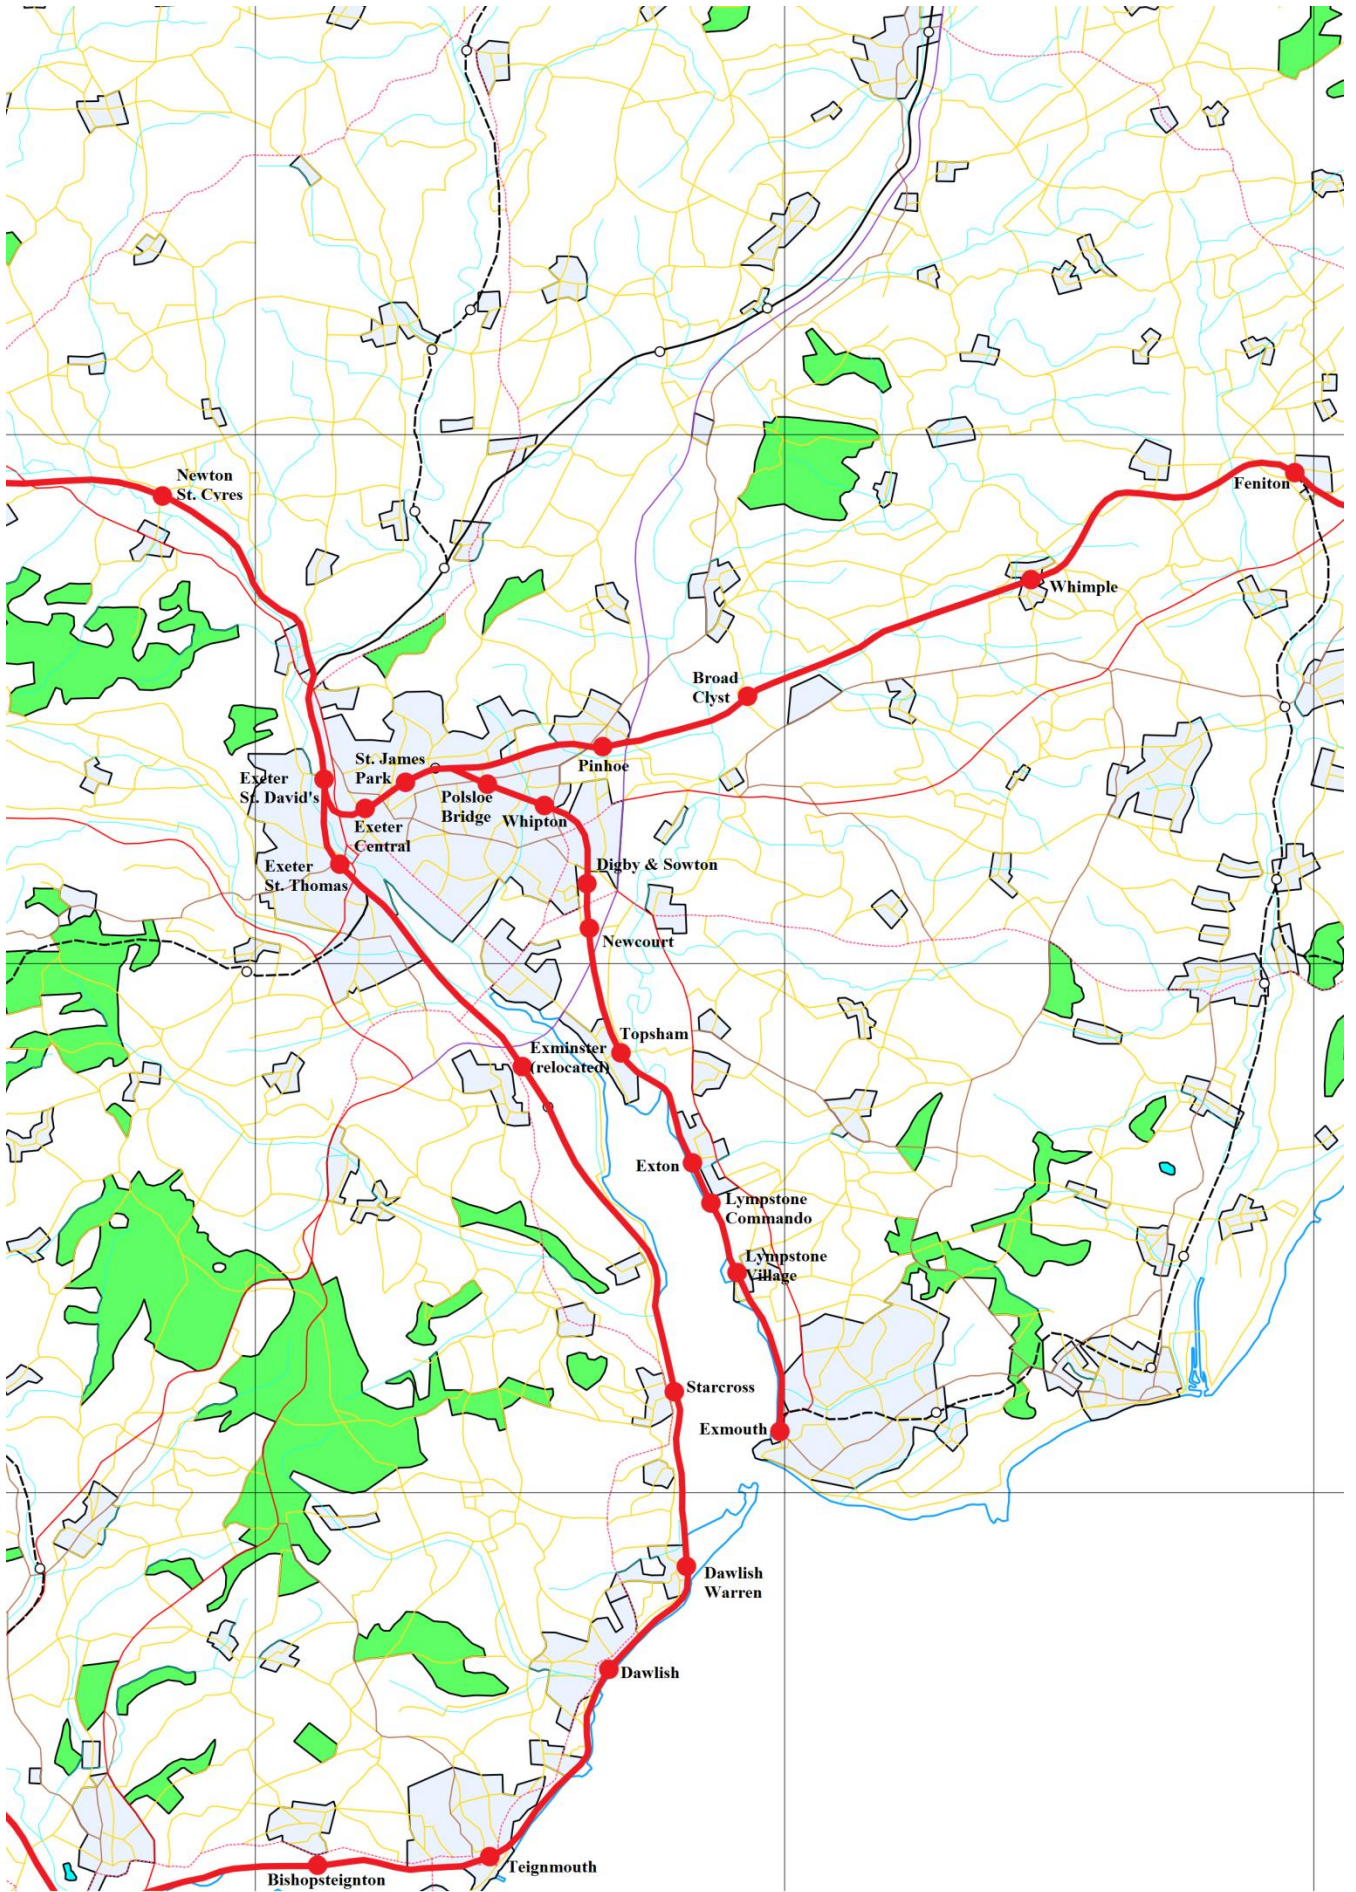 Newton
St. Cyres
Feniton
Whimple
Broad
Clyst
Pinhoe
St. James
Park
Exeter
St. David's
Polsloe
Bridge
Whipton
Exeter
Central
Exeter
St. Thomas
Digby & Sowton
Newcourt
Topsham
Exminster
(relocated)
Exton
Lympstone
Commando
Lympstone
Village
Starcross
Exmouth
Dawlish
Warren
Dawlish
Teignmouth
Bishopsteignton